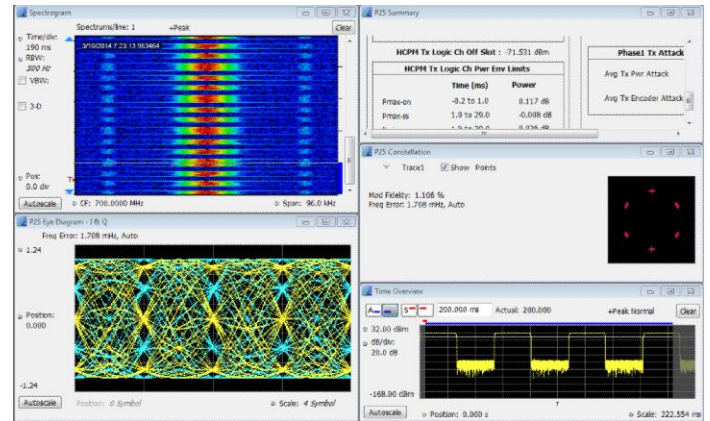 Spectrogram
Spectrums/line: 1
+Peak
Clear
Time/div:
190 ms
RBW:
300 Hz
VBW:
3-D
Pos:
0.0 div
3/10/2014 7:23:13.953464
Autoscale
CF: 700.0000 MHz
Span: 96.0 kHz
P25 Summary
HCPM Tx Logic Ch Off Slot : -71.531 dBm
HCPM Tx Logic Ch Pwr Env Limits
Time (ms) Power
Pmax-on -0.2 to 1.0 0.117 dB
Pmax-ss 1.0 to 29.0 -0.008 dB
Phase1 Tx Attack
Avg Tx Pwr Attack
Avg Tx Encoder Attack
P25 Constellation
Trace1
Show Points
Mod Fidelity: 1.106 %
Freq Error: 1.708 mHz, Auto
P25 Eye Diagram - I & Q
Freq Error: 1.708 mHz, Auto
1.24
Position:
0.000
-1.24
Autoscale
Position: 0 Symbol
Scale: 4 Symbol
Time Overview
200.000 ms
Actual: 200.000
+Peak Normal
Clear
32.00 dBm
dB/div:
20.0 dB
-168.00 dBm
Autoscale
Position: 0.000 s
Scale: 222.554 ms